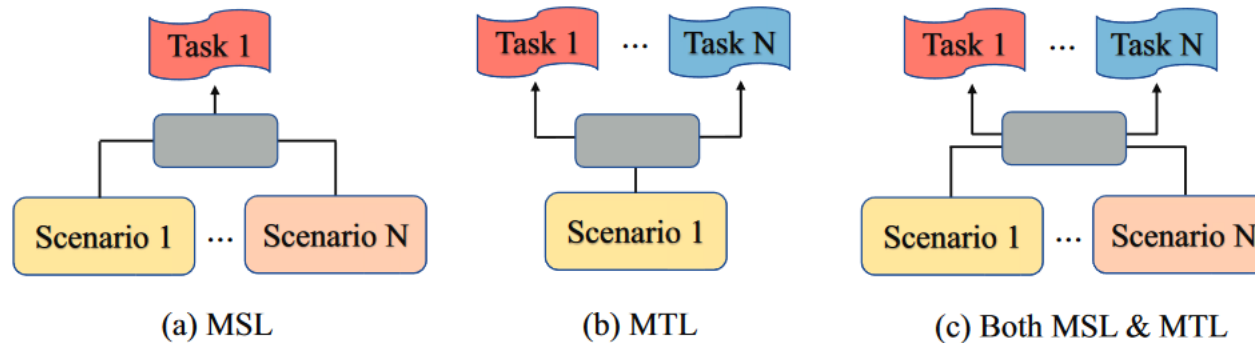 Task 1
Task 1 ... Task N
Task 1 ... Task N
Scenario 1 ... Scenario N
Scenario 1
Scenario 1 ... Scenario N
(a) MSL
(b) MTL
(c) Both MSL & MTL